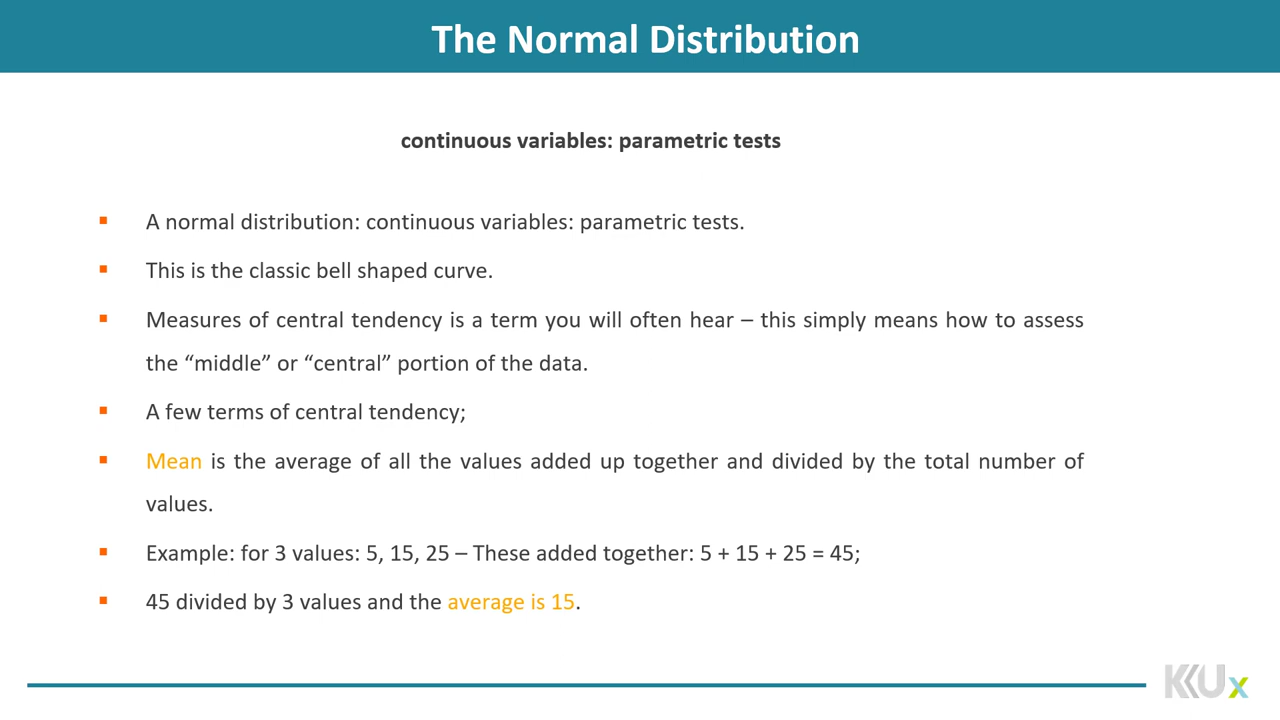 The Normal Distribution
continuous variables: parametric tests
▪ A normal distribution: continuous variables: parametric tests.
▪ This is the classic bell shaped curve.
▪ Measures of central tendency is a term you will often hear – this simply means how to assess
the “middle” or “central” portion of the data.
▪ A few terms of central tendency;
▪ Mean is the average of all the values added up together and divided by the total number of
values.
▪ Example: for 3 values: 5, 15, 25 – These added together: 5 + 15 + 25 = 45;
▪ 45 divided by 3 values and the average is 15.
KKUx